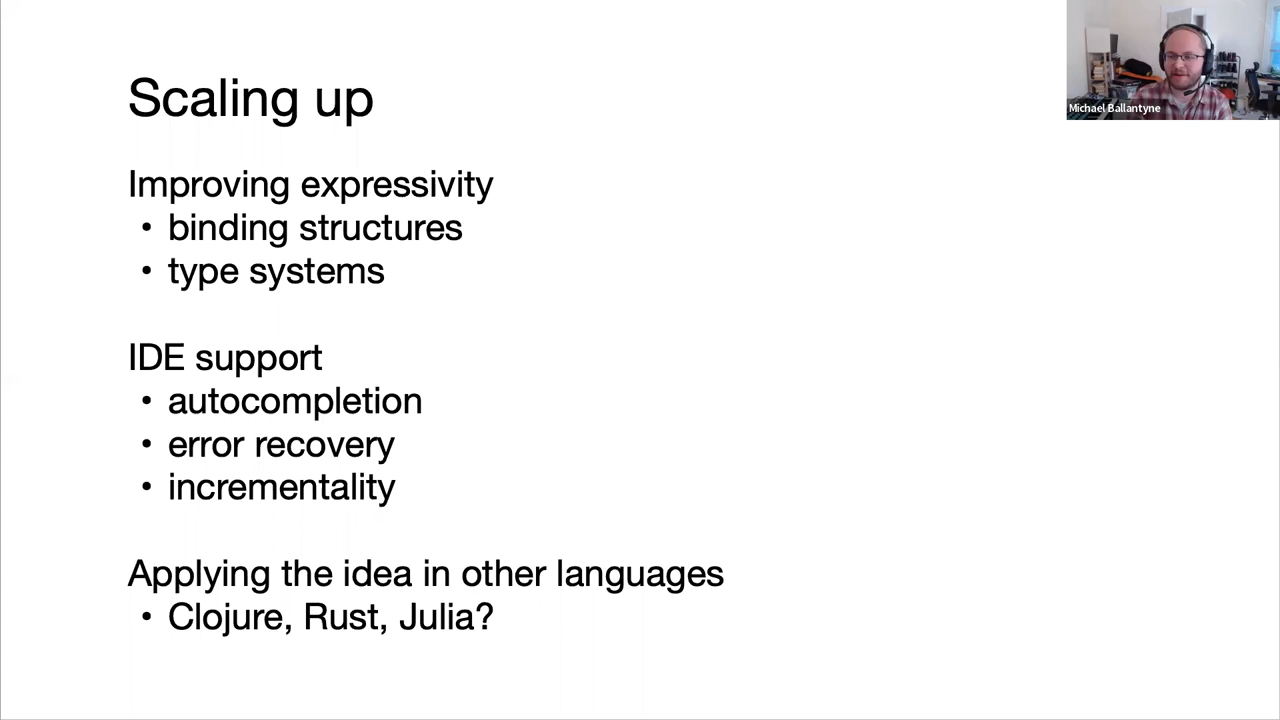 Scaling up
Michael Ballantyne
Improving expressivity
• binding structures
• type systems
IDE support
• autocompletion
• error recovery
• incrementality
Applying the idea in other languages
• Clojure, Rust, Julia?